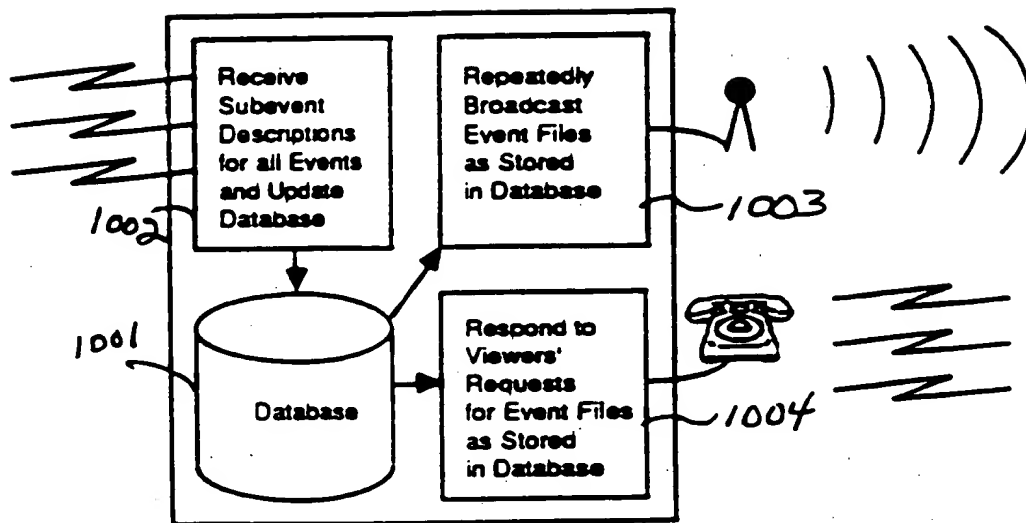 Receive
Subevent
Descriptions
for all Events
and Update
Database
1002
Repeatedly
Broadcast
Event Files
as Stored
in Database
1003
1001
Database
Respond to
Viewers'
Requests
for Event Files
as Stored
in Database
1004